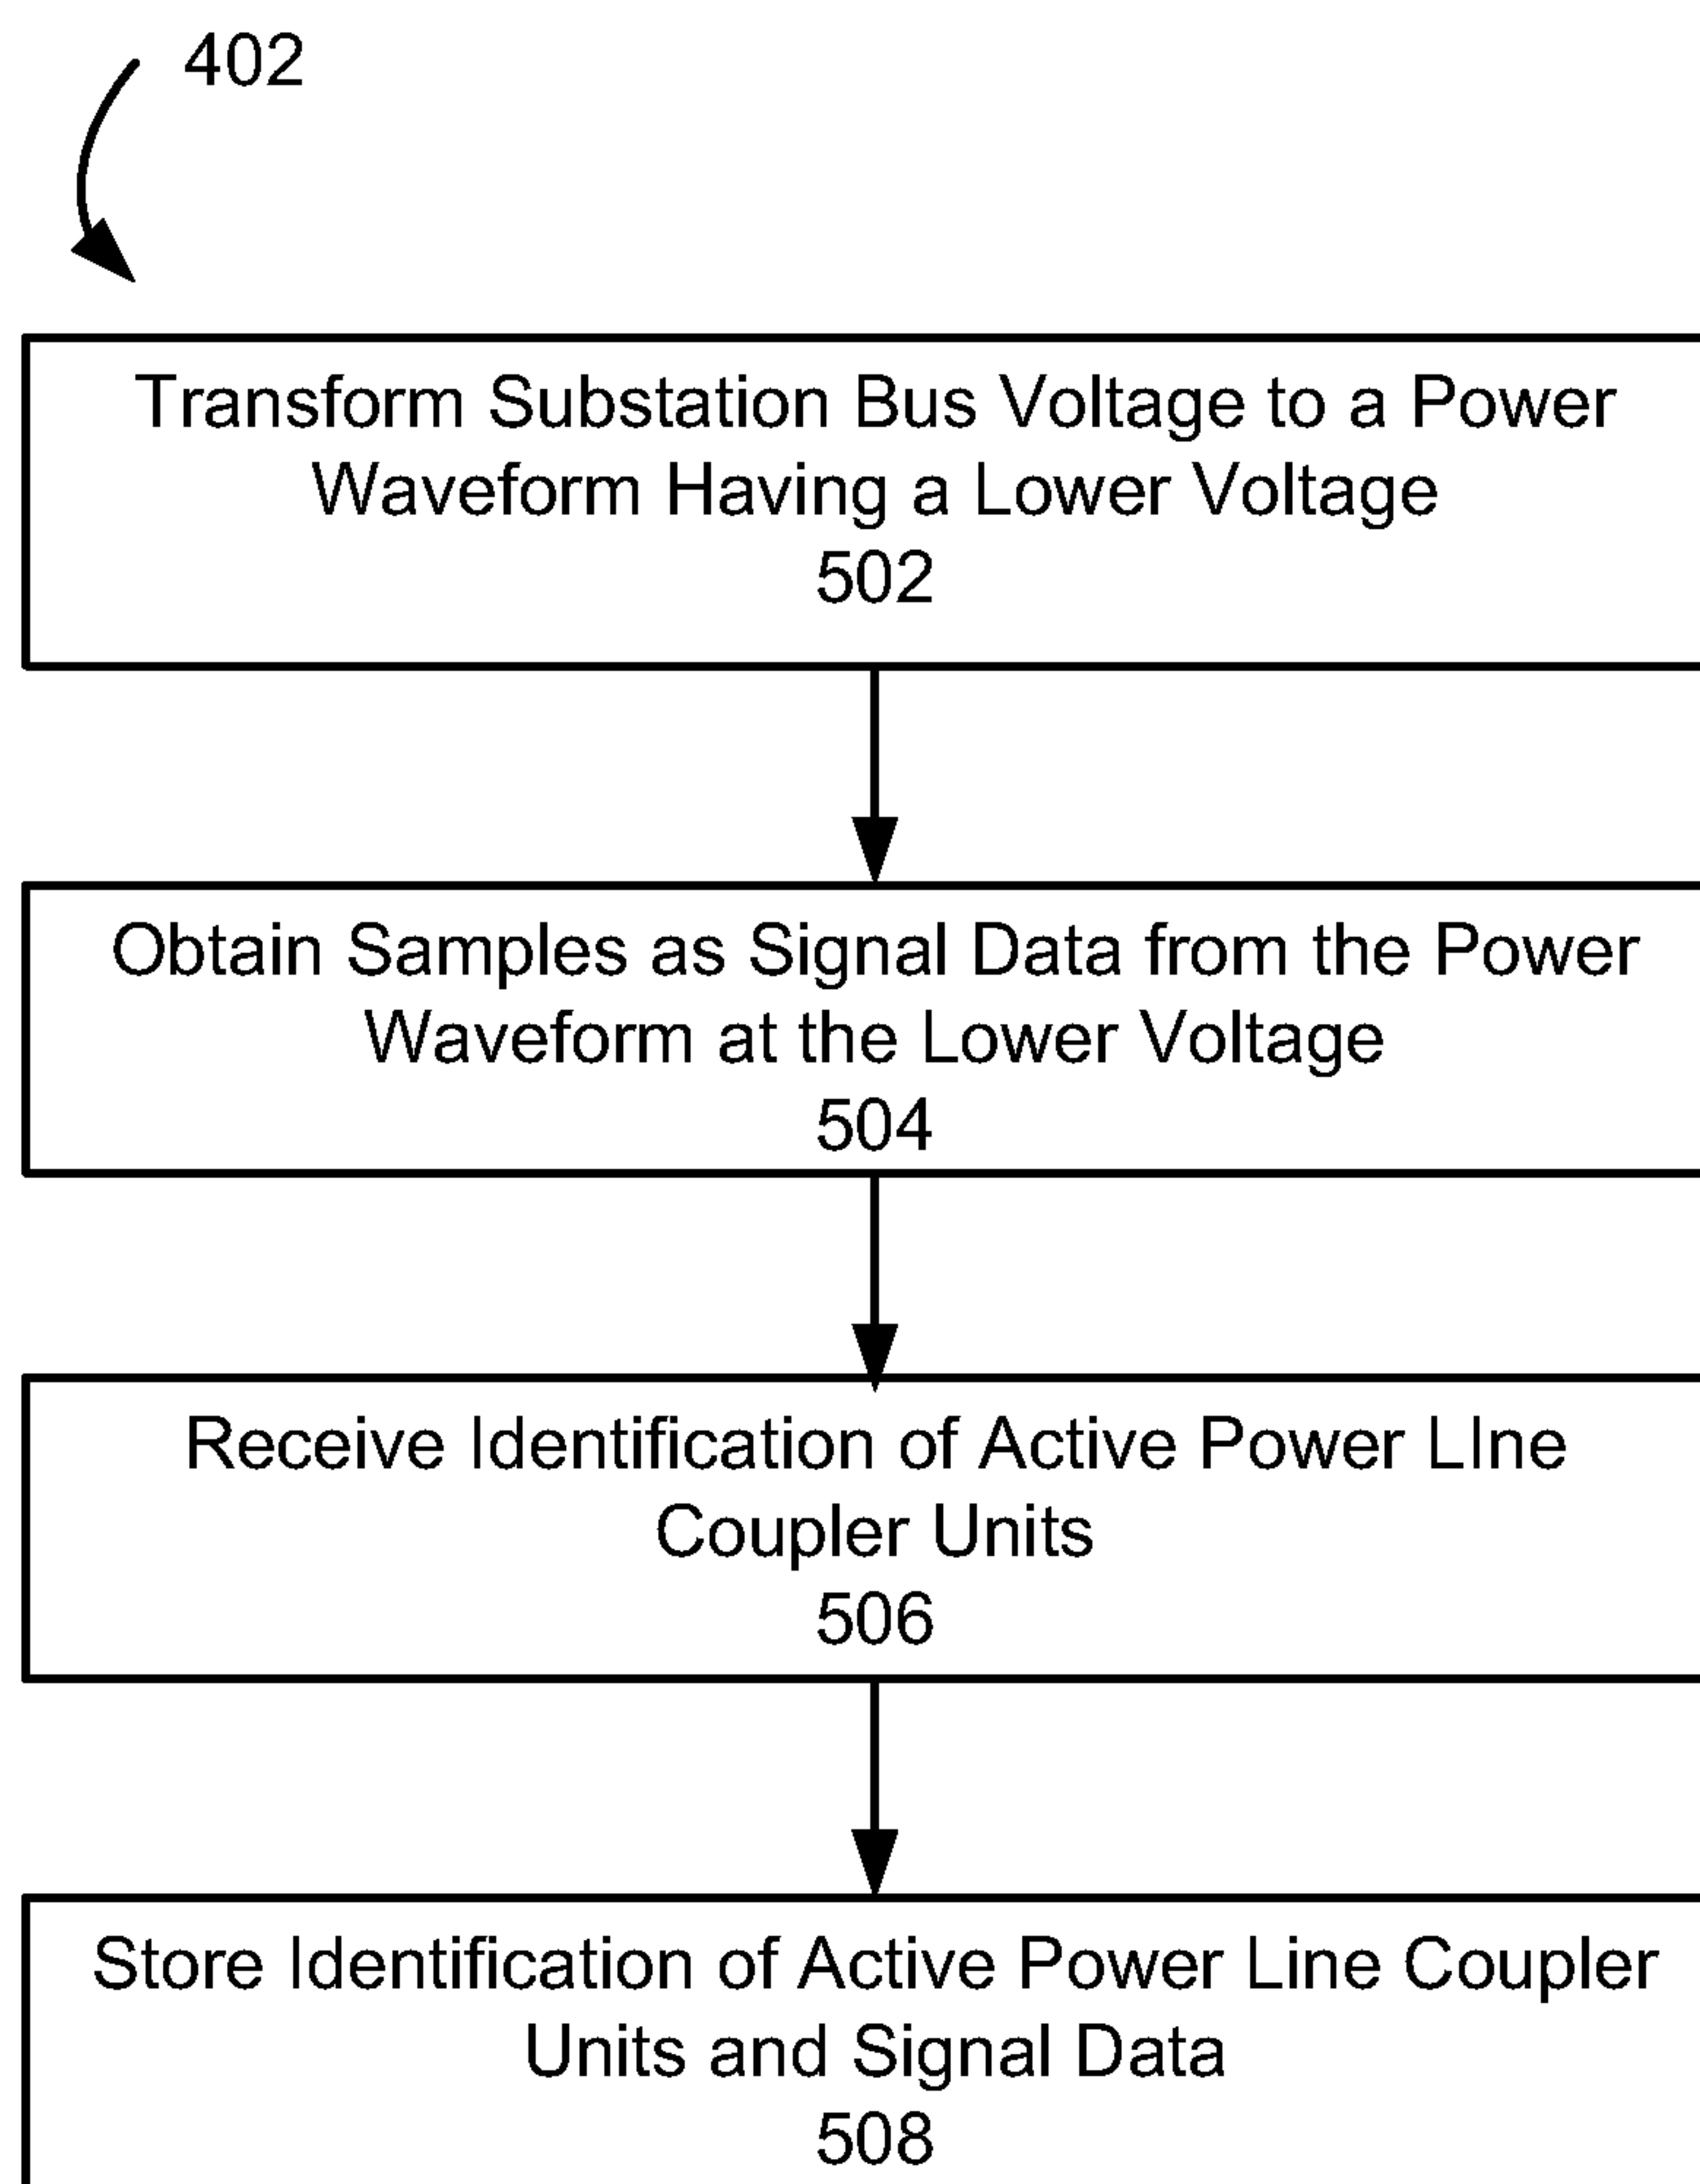 402
Transform Substation Bus Voltage to a Power
Waveform Having a Lower Voltage
502
Obtain Samples as Signal Data from the Power
Waveform at the Lower Voltage
504
Receive Identification of Active Power LIne
Coupler Units
506
Store Identification of Active Power Line Coupler
Units and Signal Data
508